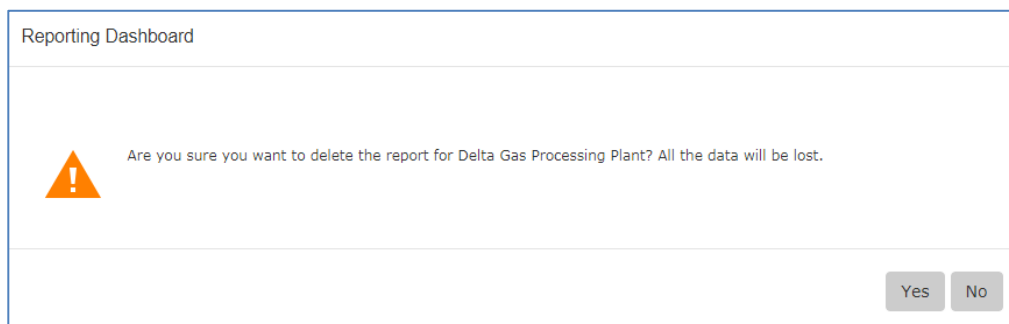 Reporting Dashboard
Are you sure you want to delete the report for Delta Gas Processing Plant? All the data will be lost.
!
Yes No